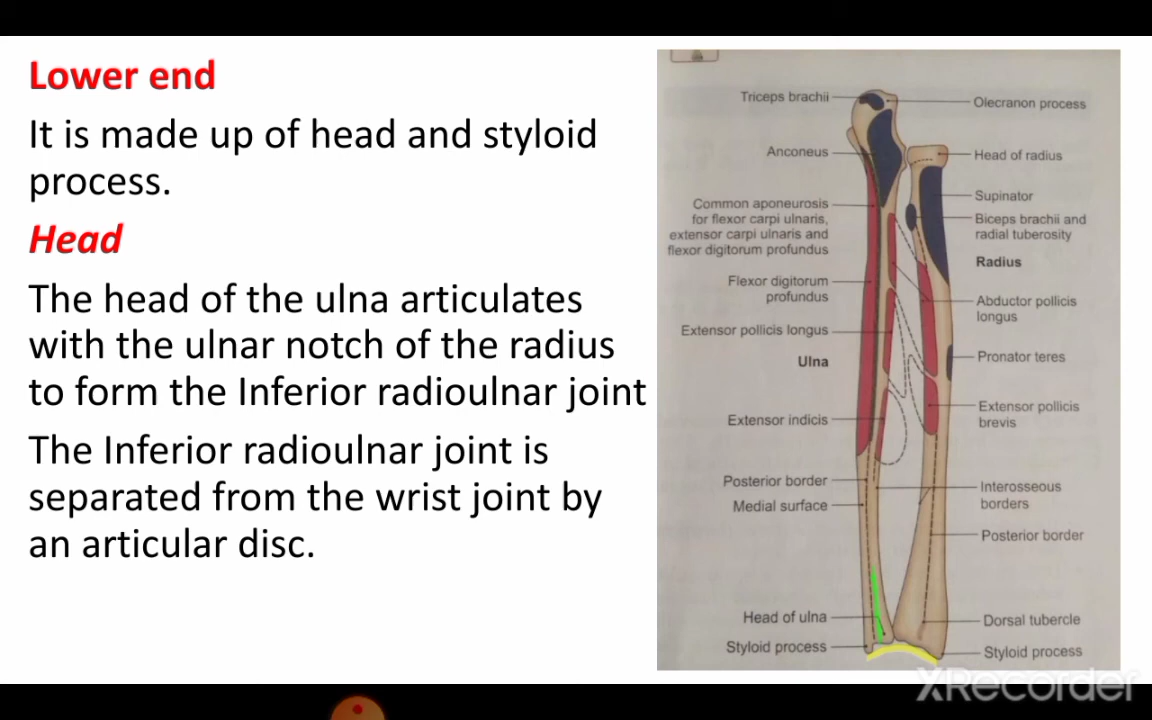 Lower end
It is made up of head and styloid
process.
Head
The head of the ulna articulates
with the ulnar notch of the radius
to form the Inferior radioulnar joint
The Inferior radioulnar joint is
separated from the wrist joint by
an articular disc.
Triceps brachii
Anconeus
Common aponeurosis
for flexor carpi ulnaris,
extensor carpi ulnaris and
flexor digitorum profundus
Flexor digitorum
profundus
Extensor pollicis longus
Ulna
Extensor indicis
Posterior border
Medial surface
Head of ulna
Styloid process
Olecranon process
Head of radius
Supinator
Biceps brachii and
radial tuberosity
Radius
Abductor pollicis
longus
Pronator teres
Extensor pollicis
brevis
Interosseous
borders
Posterior border
Dorsal tubercle
Styloid process
XRecorder